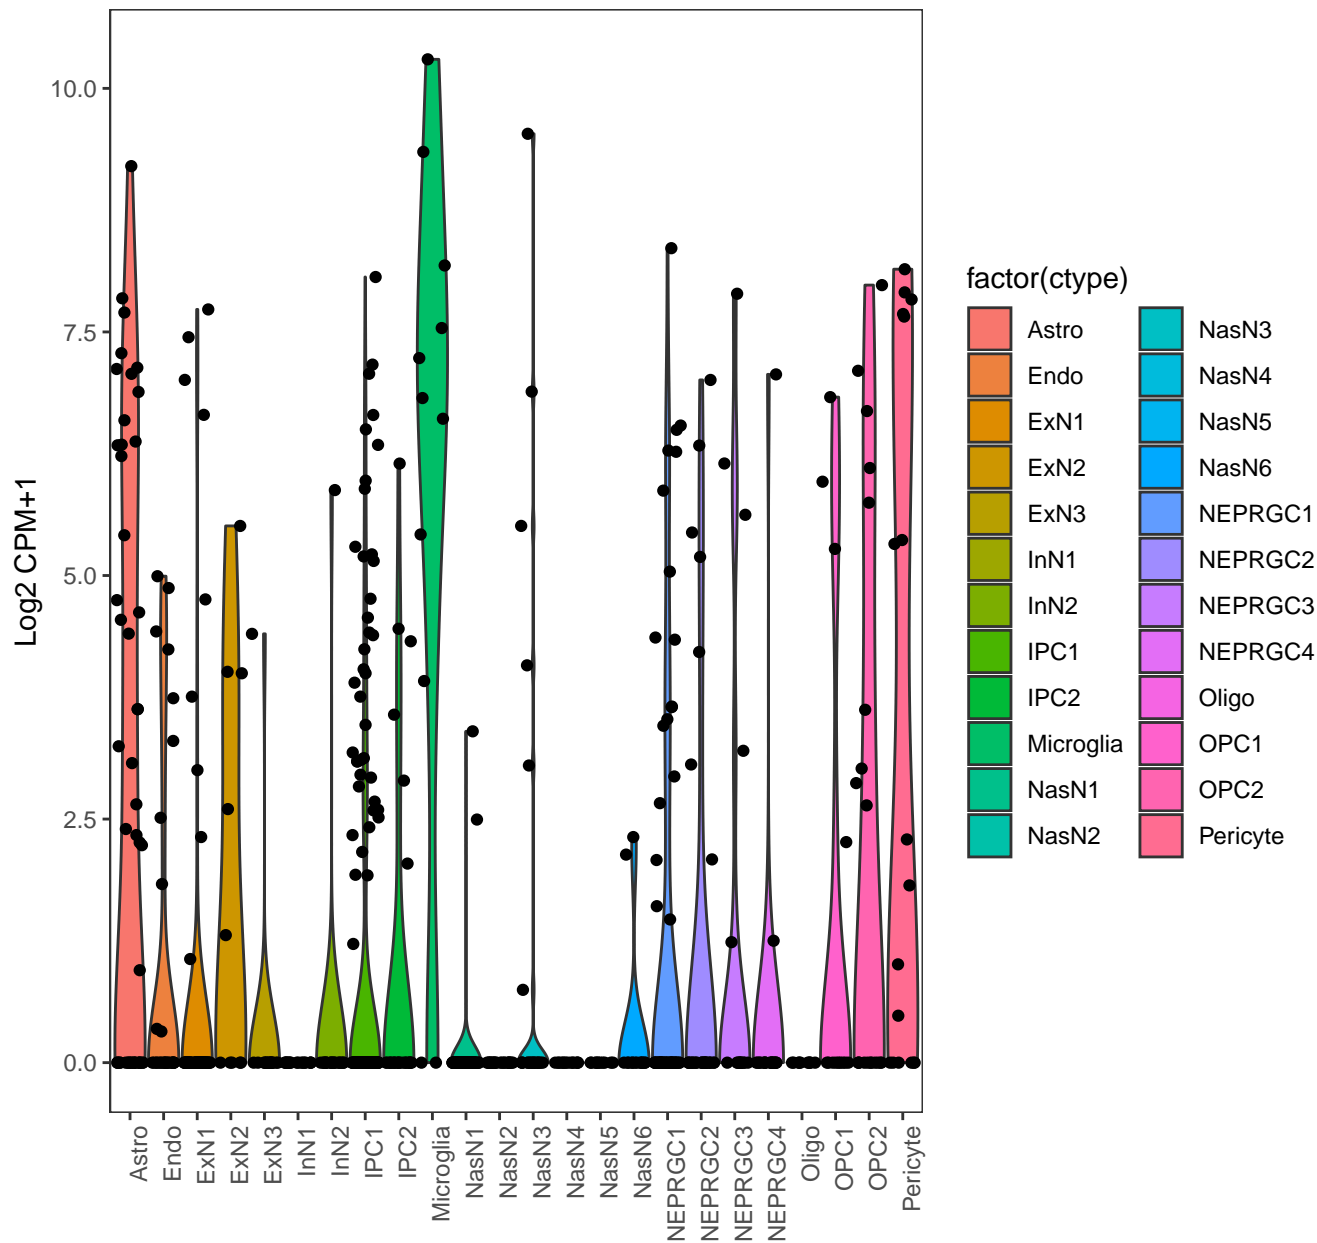 10.0
7.5
5.0
2.5
0.0
Log2 CPM+1
Astro
Endo
ExN1
ExN2
ExN3
InN1
InN2
IPC1
IPC2
Microglia
NasN1
NasN2
NasN3
NasN4
NasN5
NasN6
NEPRGC1
NEPRGC2
NEPRGC3
NEPRGC4
Oligo
OPC1
OPC2
Pericyte
factor(ctype)
Astro
Endo
ExN1
ExN2
ExN3
InN1
InN2
IPC1
IPC2
Microglia
NasN1
NasN2
NasN3
NasN4
NasN5
NasN6
NEPRGC1
NEPRGC2
NEPRGC3
NEPRGC4
Oligo
OPC1
OPC2
Pericyte